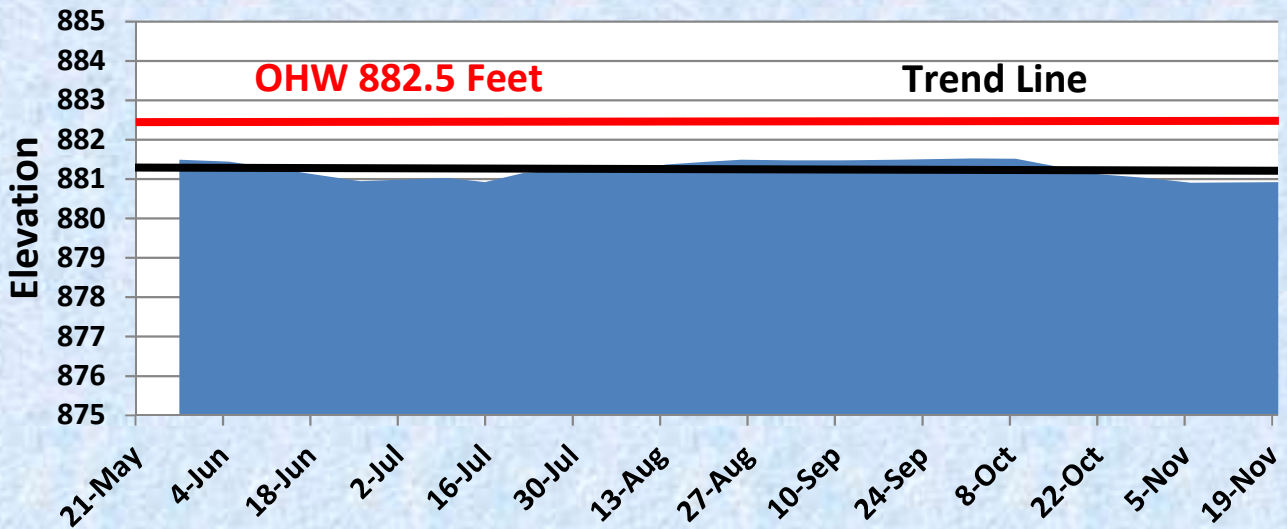 OHW 882.5 Feet
Trend Line
Elevation
885
884
883
882
881
880
879
878
877
876
875
21-May
4-Jun
18-Jun
2-Jul
16-Jul
30-Jul
13-Aug
27-Aug
10-Sep
24-Sep
8-Oct
22-Oct
5-Nov
19-Nov